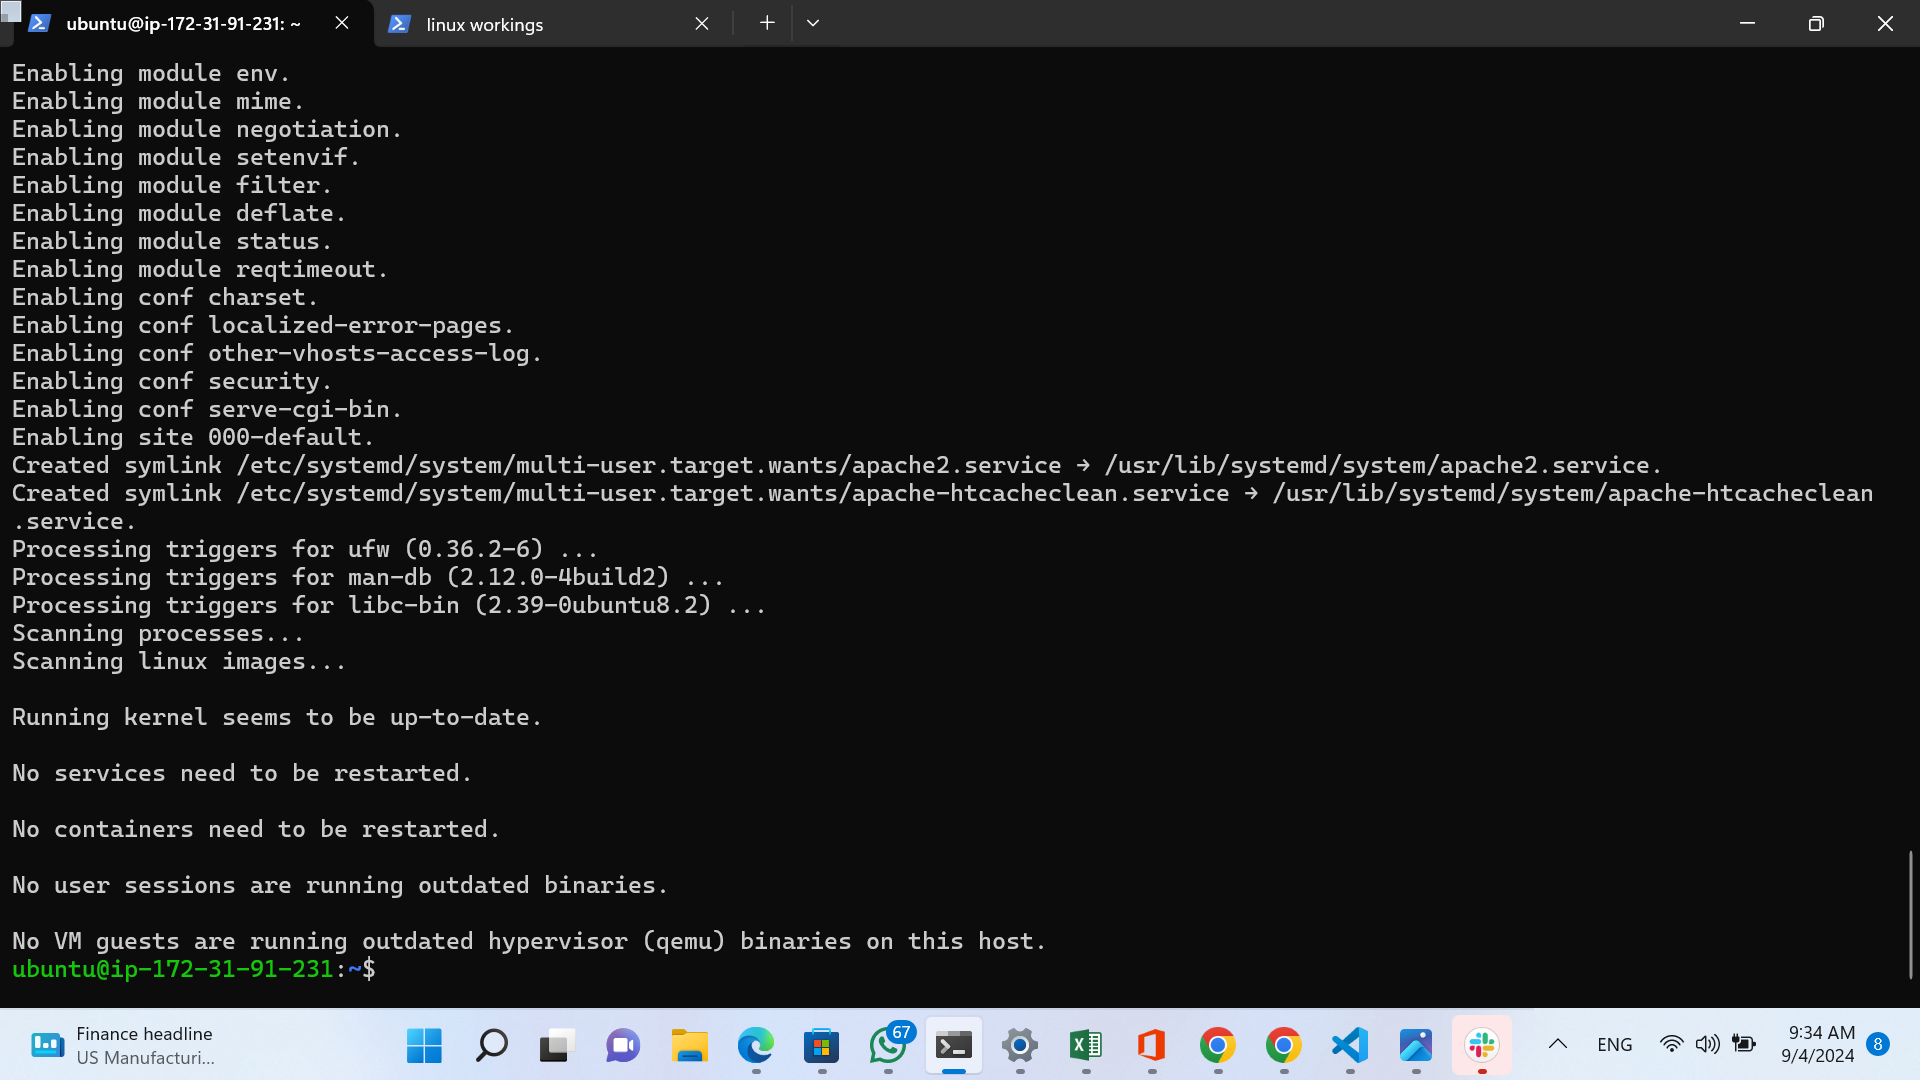 ubuntu@ip-172-31-91-231: ~
linux workings
Enabling module env.
Enabling module mime.
Enabling module negotiation.
Enabling module setenvif.
Enabling module filter.
Enabling module deflate.
Enabling module status.
Enabling module reqtimeout.
Enabling conf charset.
Enabling conf localized-error-pages.
Enabling conf other-vhosts-access-log.
Enabling conf security.
Enabling conf serve-cgi-bin.
Enabling site 000-default.
Created symlink /etc/systemd/system/multi-user.target.wants/apache2.service → /usr/lib/systemd/system/apache2.service.
Created symlink /etc/systemd/system/multi-user.target.wants/apache-htcacheclean.service → /usr/lib/systemd/system/apache-htcacheclean
.service.
Processing triggers for ufw (0.36.2-6) ...
Processing triggers for man-db (2.12.0-4build2) ...
Processing triggers for libc-bin (2.39-0ubuntu8.2) ...
Scanning processes...
Scanning linux images...
Running kernel seems to be up-to-date.
No services need to be restarted.
No containers need to be restarted.
No user sessions are running outdated binaries.
No VM guests are running outdated hypervisor (qemu) binaries on this host.
ubuntu@ip-172-31-91-231:~$
Finance headline
US Manufacturi...
67
ENG
9:34 AM
9/4/2024
8